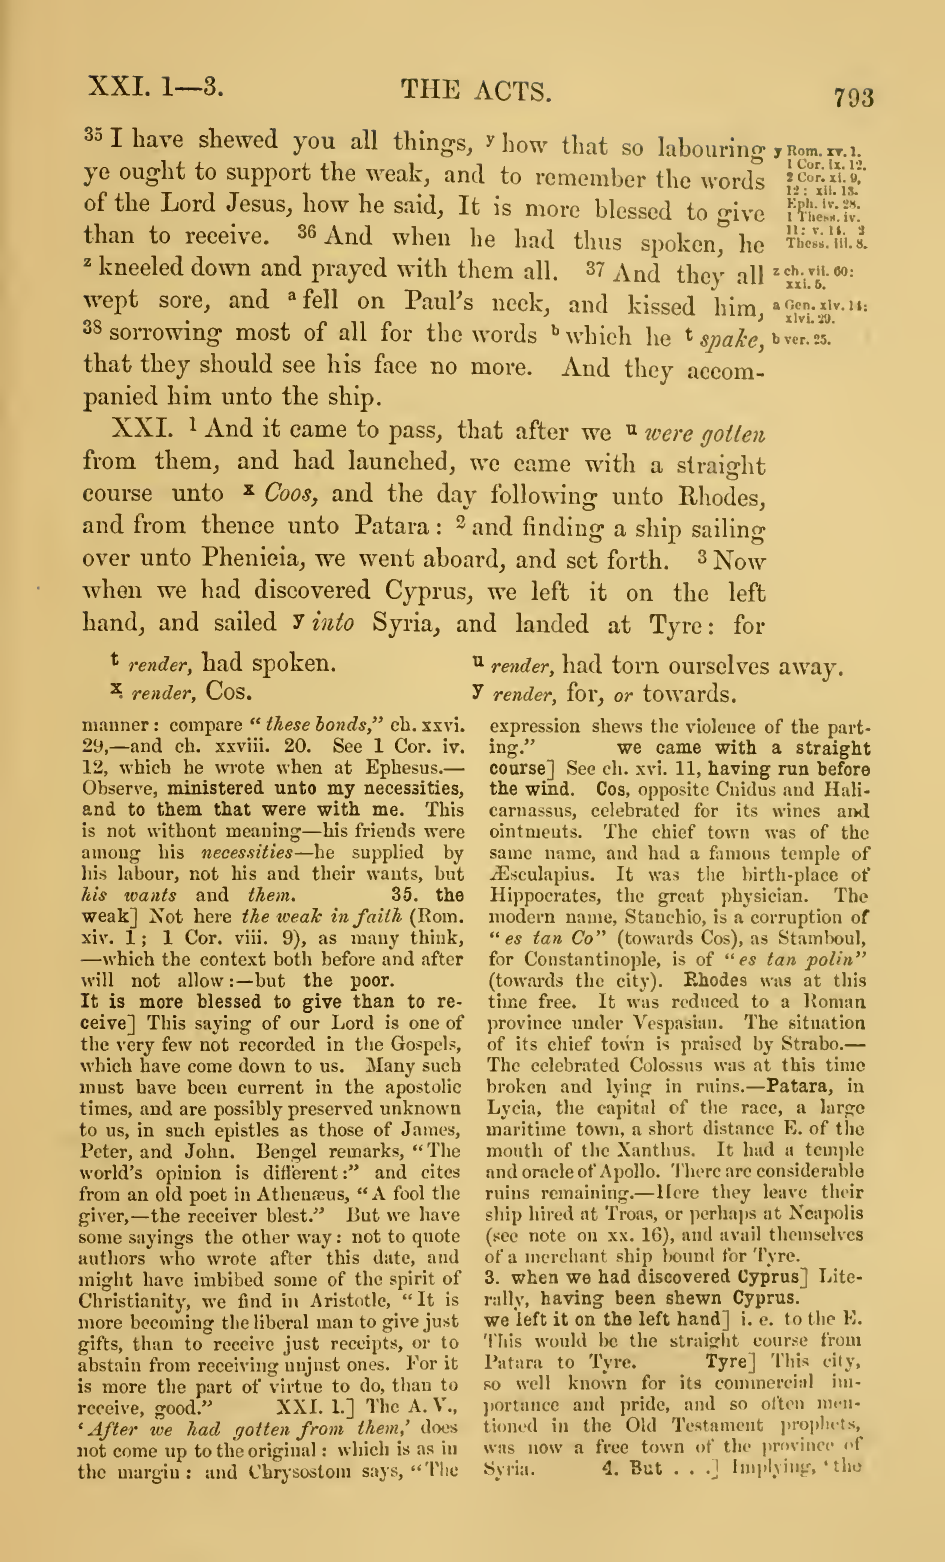 XXI. 1—3. THE ACTS. 793
35 I have shewed you all things, y how that so labouring
ye ought to support the weak, and to remember the words
of the Lord Jesus, how he said, It is more blessed to give
than to receive. 36 And when he had thus spoken, he
z kneeled down and prayed with them all. 37 And they all
wept sore, and a fell on Paul's neck, and kissed him,
38 sorrowing most of all for the words b which he t spake,
that they should see his face no more. And they accom-
panied him unto the ship.
y Rom. xv. 1.
1 Cor. ix. 12.
2 Cor. xi. 9,
12: xii. 13.
Eph. iv. 28.
1 Thess. iv.
11: v. 14. 2
Thess. iii. 8.
z ch. vii. 60:
xxi. 5.
a Gen. xlv. 14:
xlvi. 29.
b ver. 25.
XXI. 1 And it came to pass, that after we u were gotten
from them, and had launched, we came with a straight
course unto x Coos, and the day following unto Rhodes,
and from thence unto Patara: 2 and finding a ship sailing
over unto Phenicia, we went aboard, and set forth. 3 Now
when we had discovered Cyprus, we left it on the left
hand, and sailed y into Syria, and landed at Tyre: for
t render, had spoken.
x render, Cos.
u render, had torn ourselves away.
y render, for, or towards.
manner: compare “these bonds,” ch. xxvi.
29,—and ch. xxviii. 20. See 1 Cor. iv.
12, which he wrote when at Ephesus.—
Observe, ministered unto my necessities,
and to them that were with me. This
is not without meaning—his friends were
among his necessities—he supplied by
his labour, not his and their wants, but
his wants and them. 35. the
weak] Not here the weak in faith (Rom.
xiv. 1; 1 Cor. viii. 9), as many think,
—which the context both before and after
will not allow:—but the poor.
It is more blessed to give than to re-
ceive] This saying of our Lord is one of
the very few not recorded in the Gospels,
which have come down to us. Many such
must have been current in the apostolic
times, and are possibly preserved unknown
to us, in such epistles as those of James,
Peter, and John. Bengel remarks, “The
world's opinion is different:” and cites
from an old poet in Athenæus, “A fool the
giver,—the receiver blest.” But we have
some sayings the other way: not to quote
authors who wrote after this date, and
might have imbibed some of the spirit of
Christianity, we find in Aristotle, “It is
more becoming the liberal man to give just
gifts, than to receive just receipts, or to
abstain from receiving unjust ones. For it
is more the part of virtue to do, than to
receive, good.” XXI. 1.] The A. V.,
‘After we had gotten from them,’ does
not come up to the original: which is as in
the margin: and Chrysostom says, “The
expression shews the violence of the part-
ing.” we came with a straight
course] See ch. xvi. 11, having run before
the wind. Cos, opposite Cnidus and Hali-
carnassus, celebrated for its wines and
ointments. The chief town was of the
same name, and had a famous temple of
Æsculapius. It was the birth-place of
Hippocrates, the great physician. The
modern name, Stanchio, is a corruption of
“es tan Co” (towards Cos), as Stamboul,
for Constantinople, is of “es tan polin”
(towards the city). Rhodes was at this
time free. It was reduced to a Roman
province under Vespasian. The situation
of its chief town is praised by Strabo.—
The celebrated Colossus was at this time
broken and lying in ruins.—Patara, in
Lycia, the capital of the race, a large
maritime town, a short distance E. of the
mouth of the Xanthus. It had a temple
and oracle of Apollo. There are considerable
ruins remaining.—Here they leave their
ship hired at Troas, or perhaps at Neapolis
(see note on xx. 16), and avail themselves
of a merchant ship bound for Tyre.
3. when we had discovered Cyprus] Lite-
rally, having been shewn Cyprus.
we left it on the left hand] i. e. to the E.
This would be the straight course from
Patara to Tyre. Tyre] This city,
so well known for its commercial im-
portance and pride, and so often men-
tioned in the Old Testament prophets,
was now a free town of the province of
Syria. 4. But . . .] Implying, ‘the